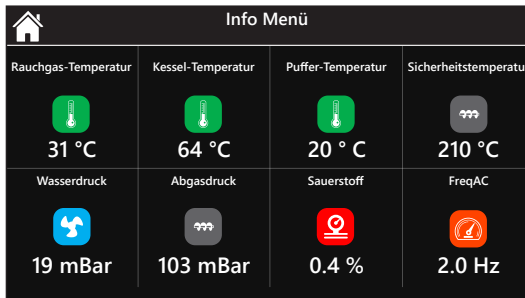 Info Menü
Rauchgas-Temperatur Kessel-Temperatur Puffer-Temperatur Sicherheitstemperatu
31 °C 64 °C 20 ° C 210 °C
Wasserdruck Abgasdruck Sauerstoff FreqAC
19 mBar 103 mBar 0.4 % 2.0 Hz